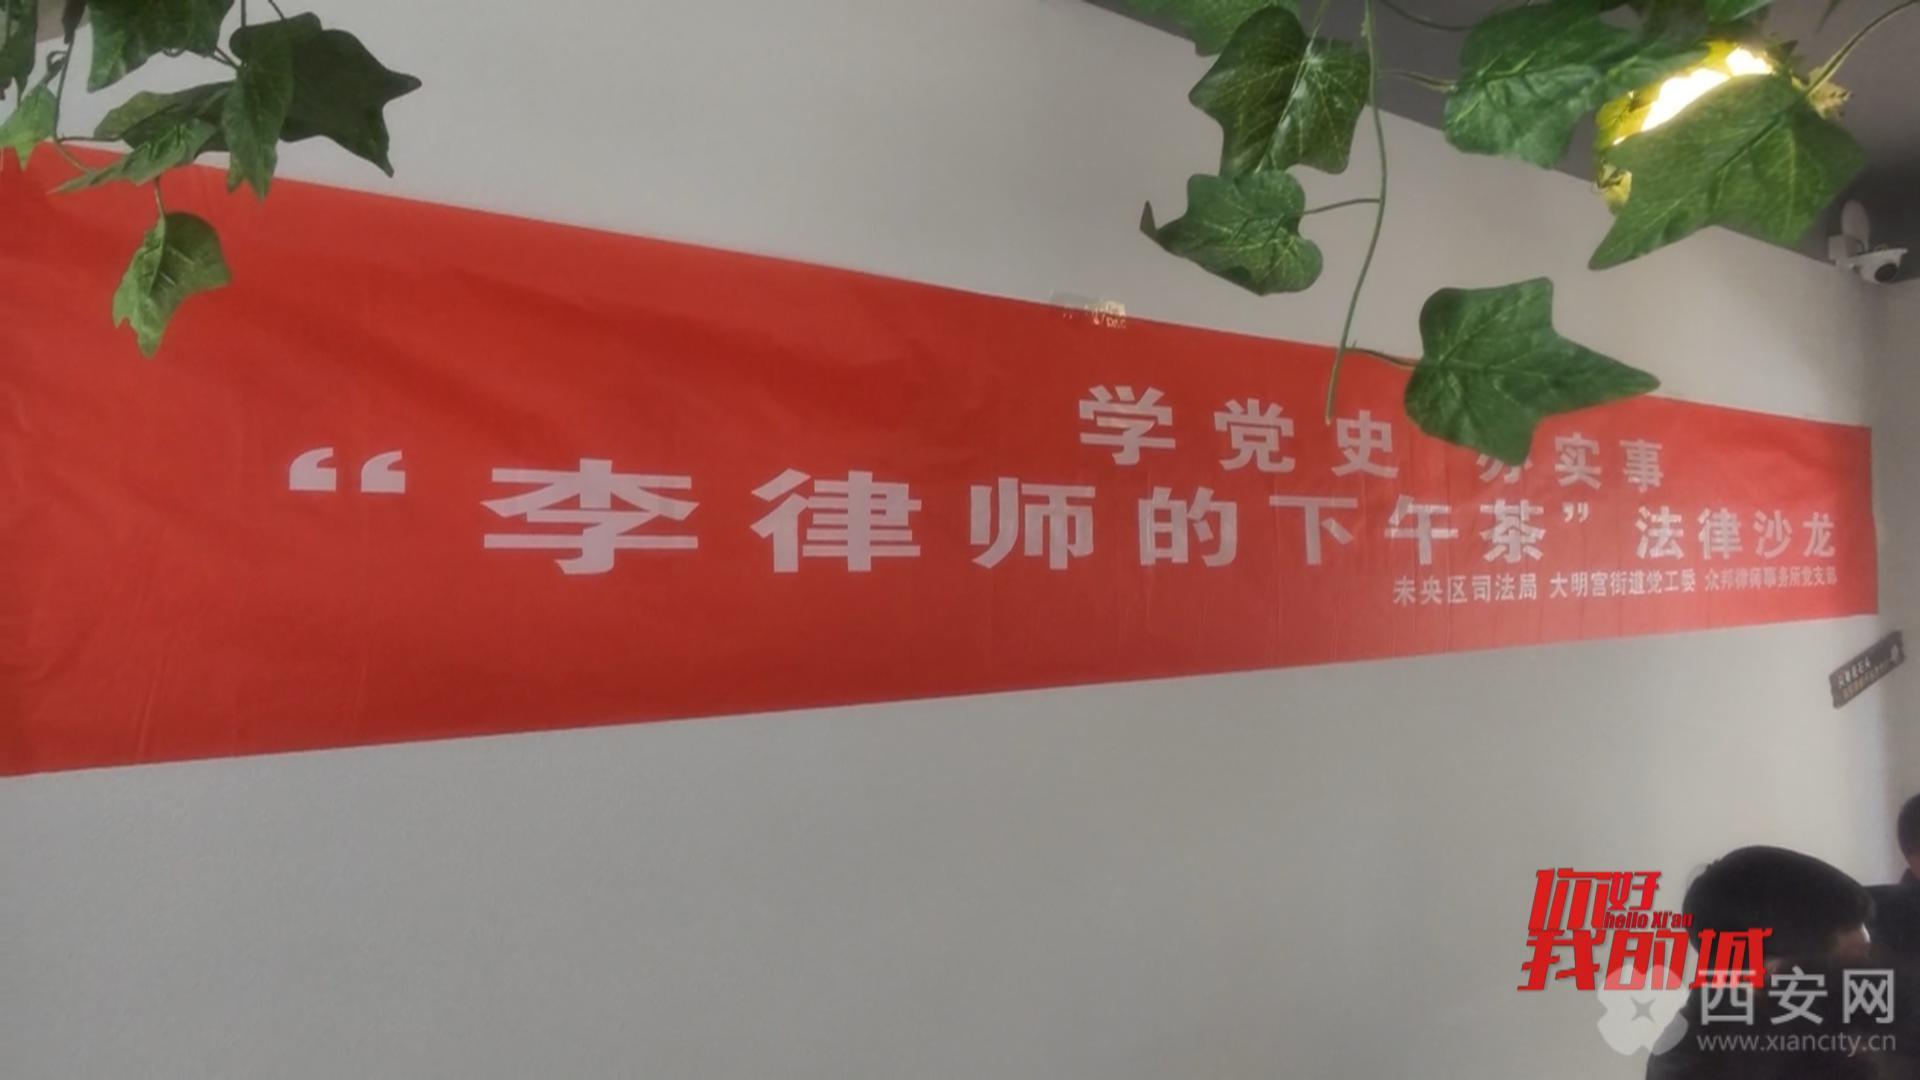 学党史 办实事
“李律师的下午茶”法律沙龙
未央区司法局 大明宫街道党工委 众邦律师事务所党支部
你好
hello Xi'an
我的城
西安网
www.xiancity.cn